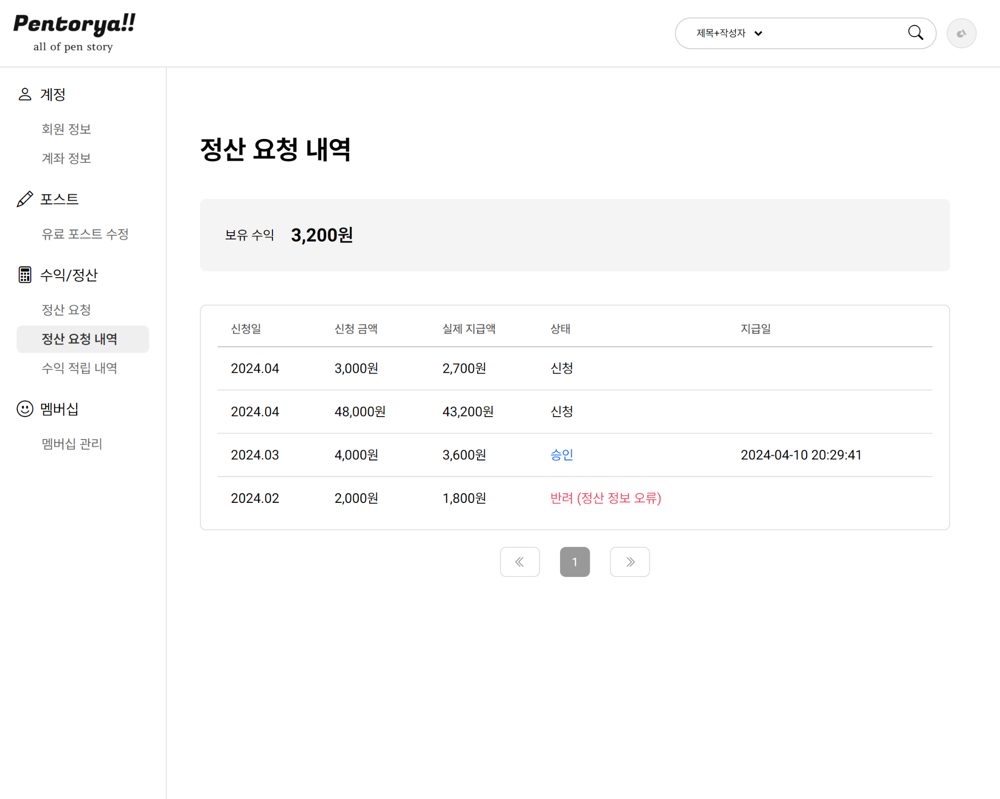 Pentorya!!
all of pen story
제목+작성자
계정
회원 정보
계좌 정보
포스트
유료 포스트 수정
수익/정산
정산 요청
정산 요청 내역
수익 적립 내역
멤버십
멤버십 관리
정산 요청 내역
보유 수익 3,200원
신청일 신청 금액 실제 지급액 상태 지급일
2024.04 3,000원 2,700원 신청
2024.04 48,000원 43,200원 신청
2024.03 4,000원 3,600원 승인 2024-04-10 20:29:41
2024.02 2,000원 1,800원 반려 (정산 정보 오류)
« 1 »